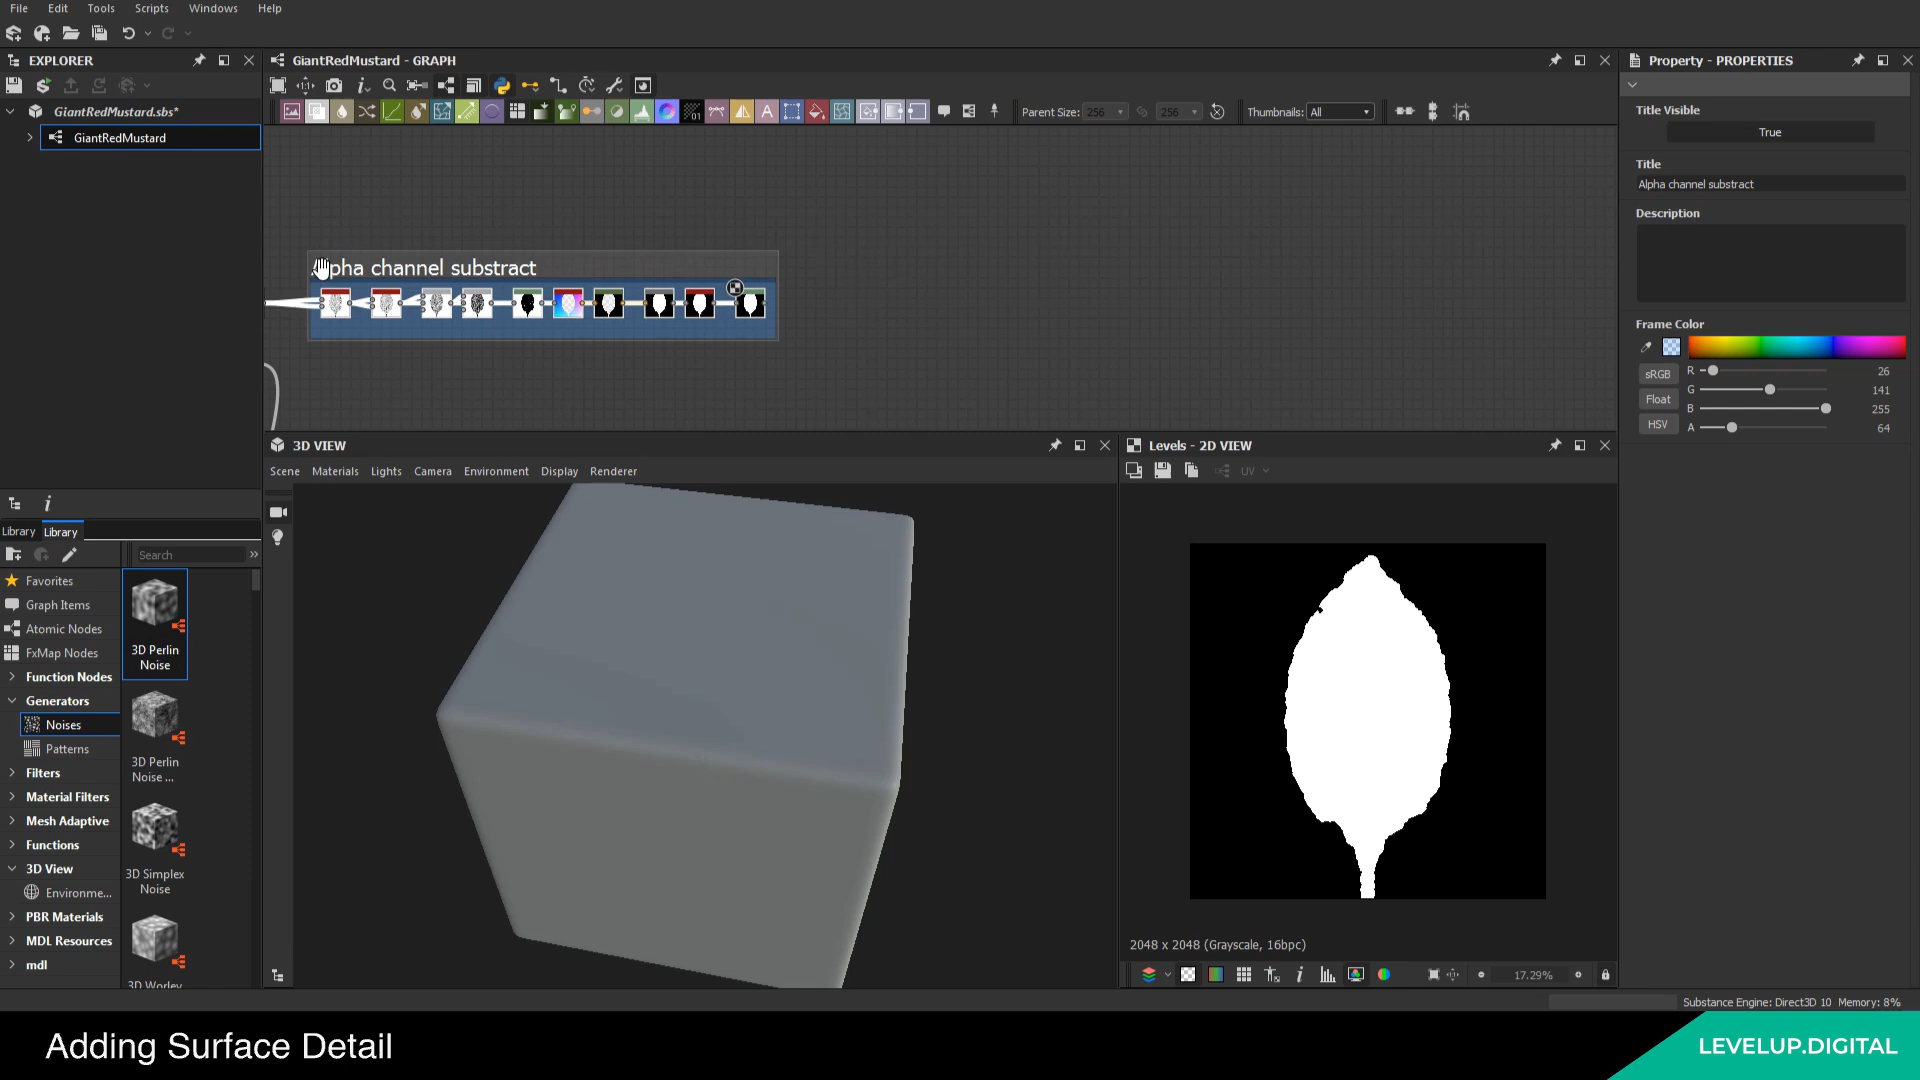 File Edit Tools Scripts Windows Help
EXPLORER
GiantRedMustard - GRAPH
Property - PROPERTIES
GiantRedMustard.sbs*
GiantRedMustard
Parent Size: 256 256 Thumbnails: All
Title Visible
True
Title
Alpha channel substract
Description
Alpha channel substract
Frame Color
sRGB R 26
G 141
Float
B 255
HSV
A 64
3D VIEW
Levels - 2D VIEW
Scene Materials Lights Camera Environment Display Renderer
UV
Library Library
Search
Favorites
Graph Items
Atomic Nodes
FxMap Nodes
Function Nodes
Generators
Noises
Patterns
Filters
Material Filters
Mesh Adaptive
Functions
3D View
Environme...
PBR Materials
MDL Resources
mdl
3D Perlin
Noise
3D Perlin
Noise ...
3D Simplex
Noise
3D Worley
2048 x 2048 (Grayscale, 16bpc)
17.29%
Substance Engine: Direct3D 10 Memory: 8%
Adding Surface Detail
LEVELUP.DIGITAL